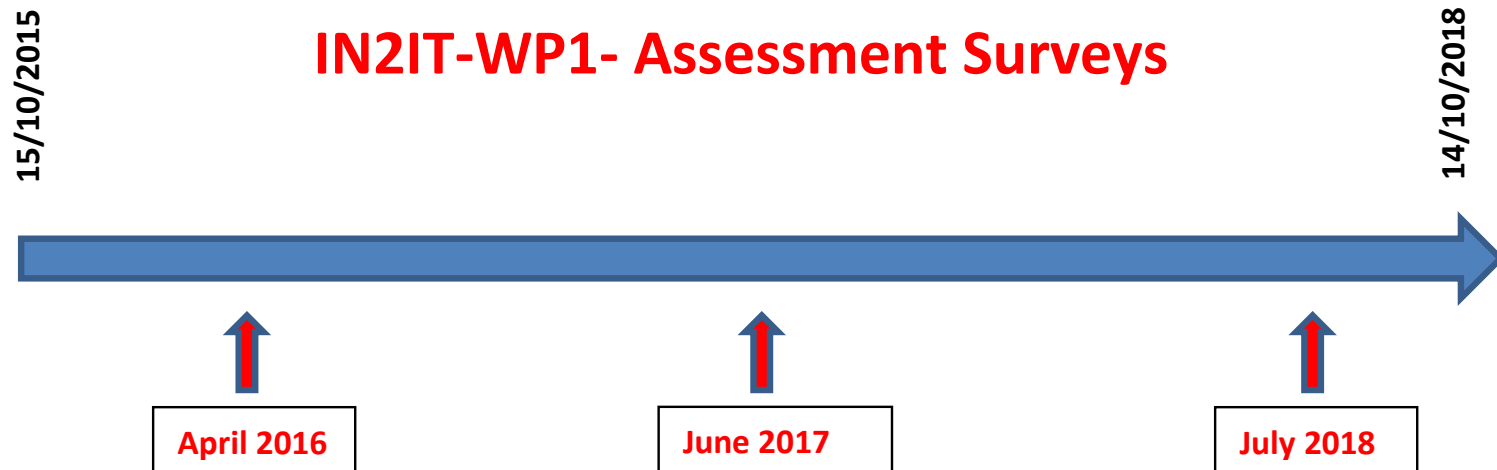 15/10/2015
IN2IT-WP1- Assessment Surveys
14/10/2018
April 2016
June 2017
July 2018